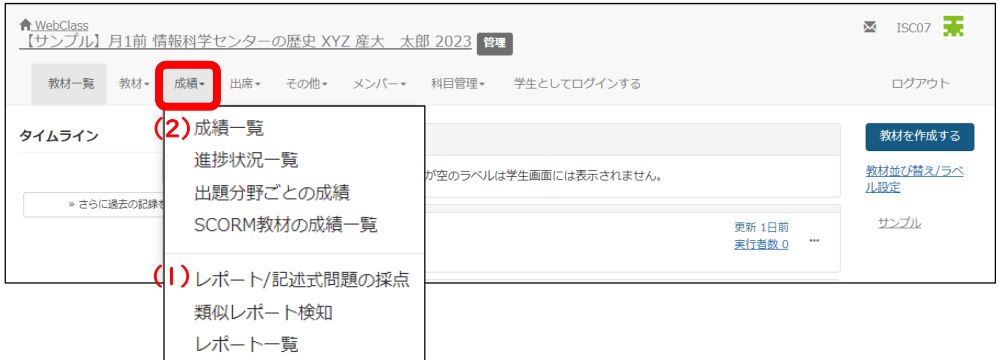 WebClass
【サンプル】月1前 情報科学センターの歴史 XYZ 産大 太郎 2023 管理
ISC07
教材一覧 教材 成績 出席 その他 メンバー 科目管理 学生としてログインする ログアウト
タイムライン
» さらに過去の記録を
(2) 成績一覧
進捗状況一覧
出題分野ごとの成績
SCORM教材の成績一覧
(1) レポート/記述式問題の採点
類似レポート検知
レポート一覧
が空のラベルは学生画面には表示されません。
更新 1日前
実行者数 0
教材を作成する
教材並び替え/ラベ
ル設定
サンプル